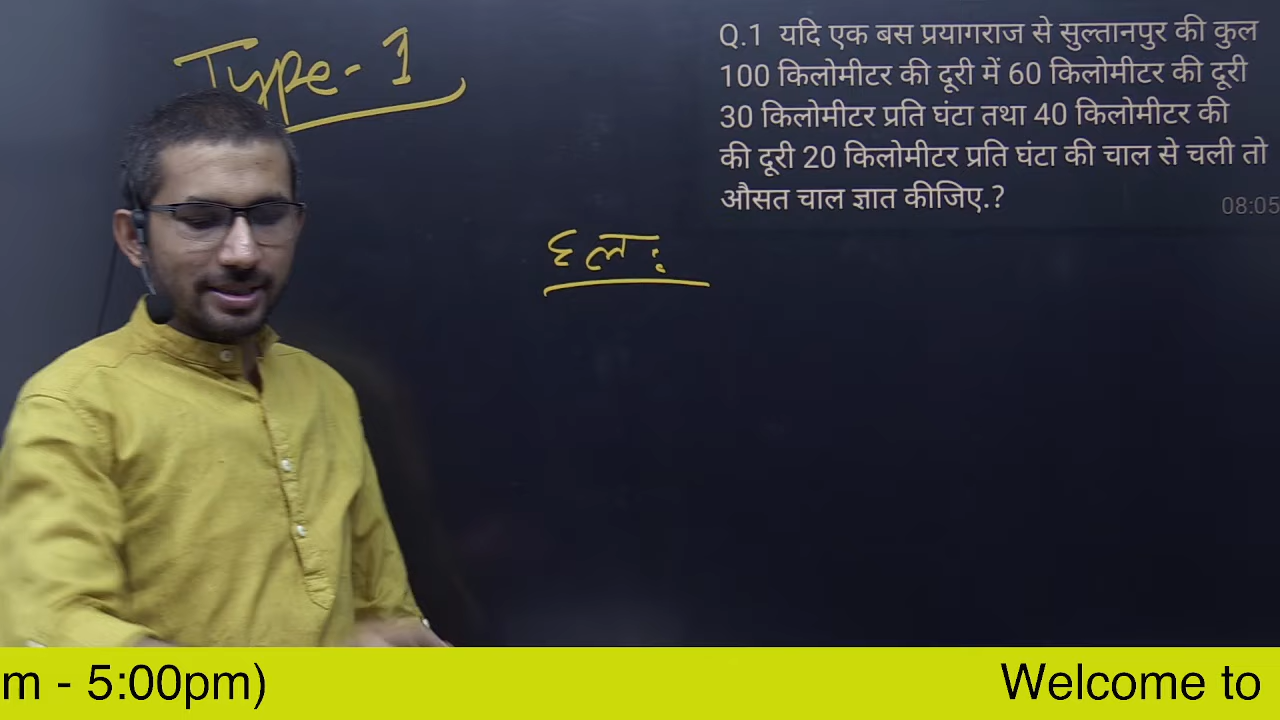 Type-1
Q.1 यदि एक बस प्रयागराज से सुल्तानपुर की कुल
100 किलोमीटर की दूरी में 60 किलोमीटर की दूरी
30 किलोमीटर प्रति घंटा तथा 40 किलोमीटर की
की दूरी 20 किलोमीटर प्रति घंटा की चाल से चली तो
औसत चाल ज्ञात कीजिए.?
08:05
हल:
m - 5:00pm)
Welcome to